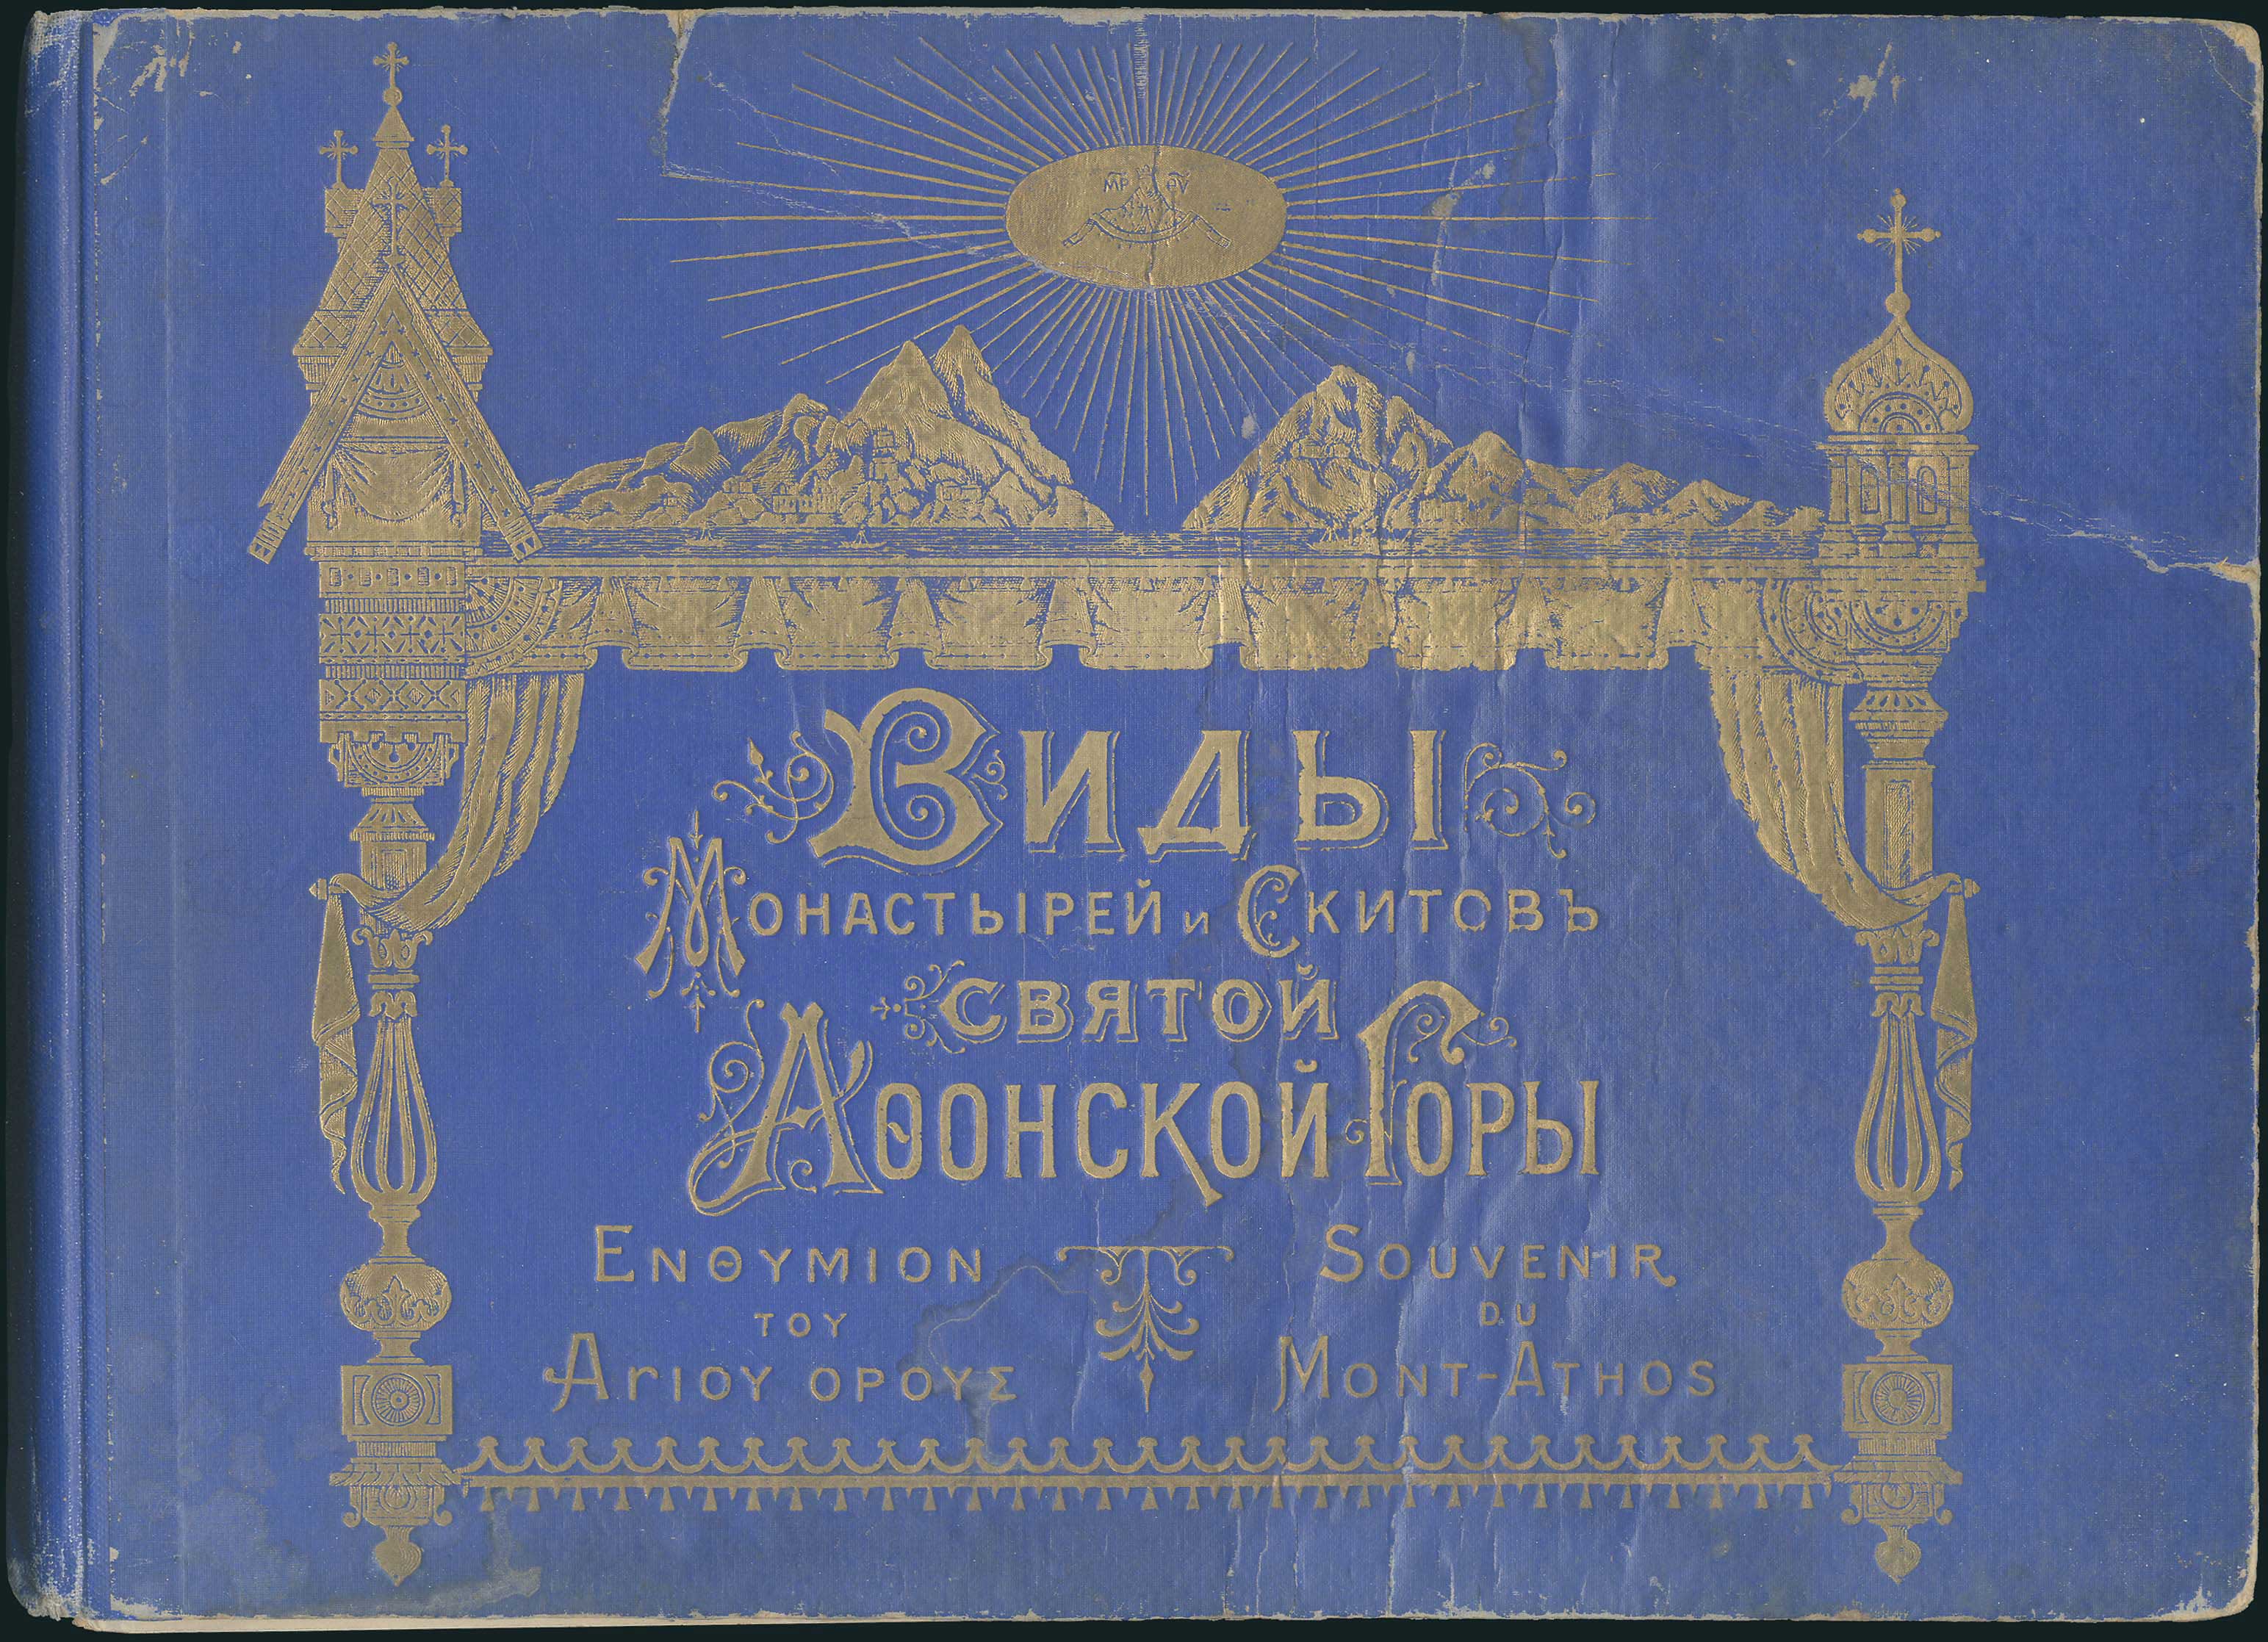 М҃Р Ѳ҃V
Виды
Монастырей и Скитовъ
святой
Аѳонской Горы
Ενθυμιον
του
Αγιου ορουσ
Souvenir
du
Mont-Athos